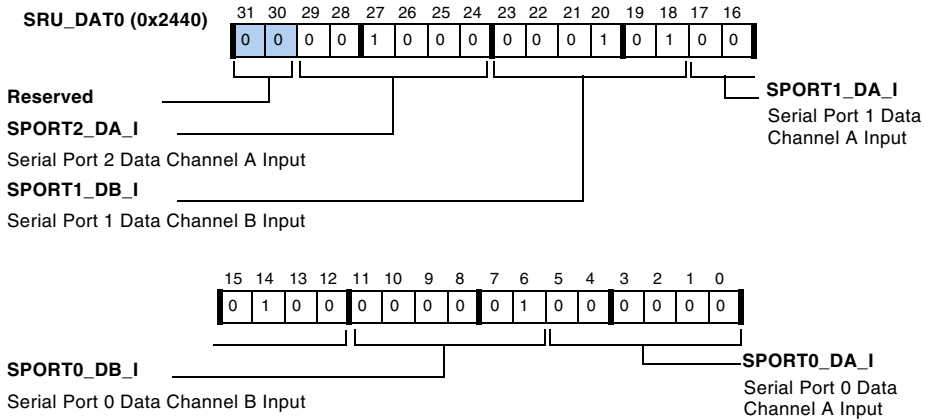 SRU_DAT0 (0x2440)
31 30 29 28 27 26 25 24 23 22 21 20 19 18 17 16
0 0 0 0 1 0 0 0 0 0 0 1 0 1 0 0
Reserved
SPORT2_DA_I
Serial Port 2 Data Channel A Input
SPORT1_DB_I
Serial Port 1 Data Channel B Input
SPORT1_DA_I
Serial Port 1 Data
Channel A Input
15 14 13 12 11 10 9 8 7 6 5 4 3 2 1 0
0 1 0 0 0 0 0 0 0 1 0 0 0 0 0 0
SPORT0_DB_I
Serial Port 0 Data Channel B Input
SPORT0_DA_I
Serial Port 0 Data
Channel A Input